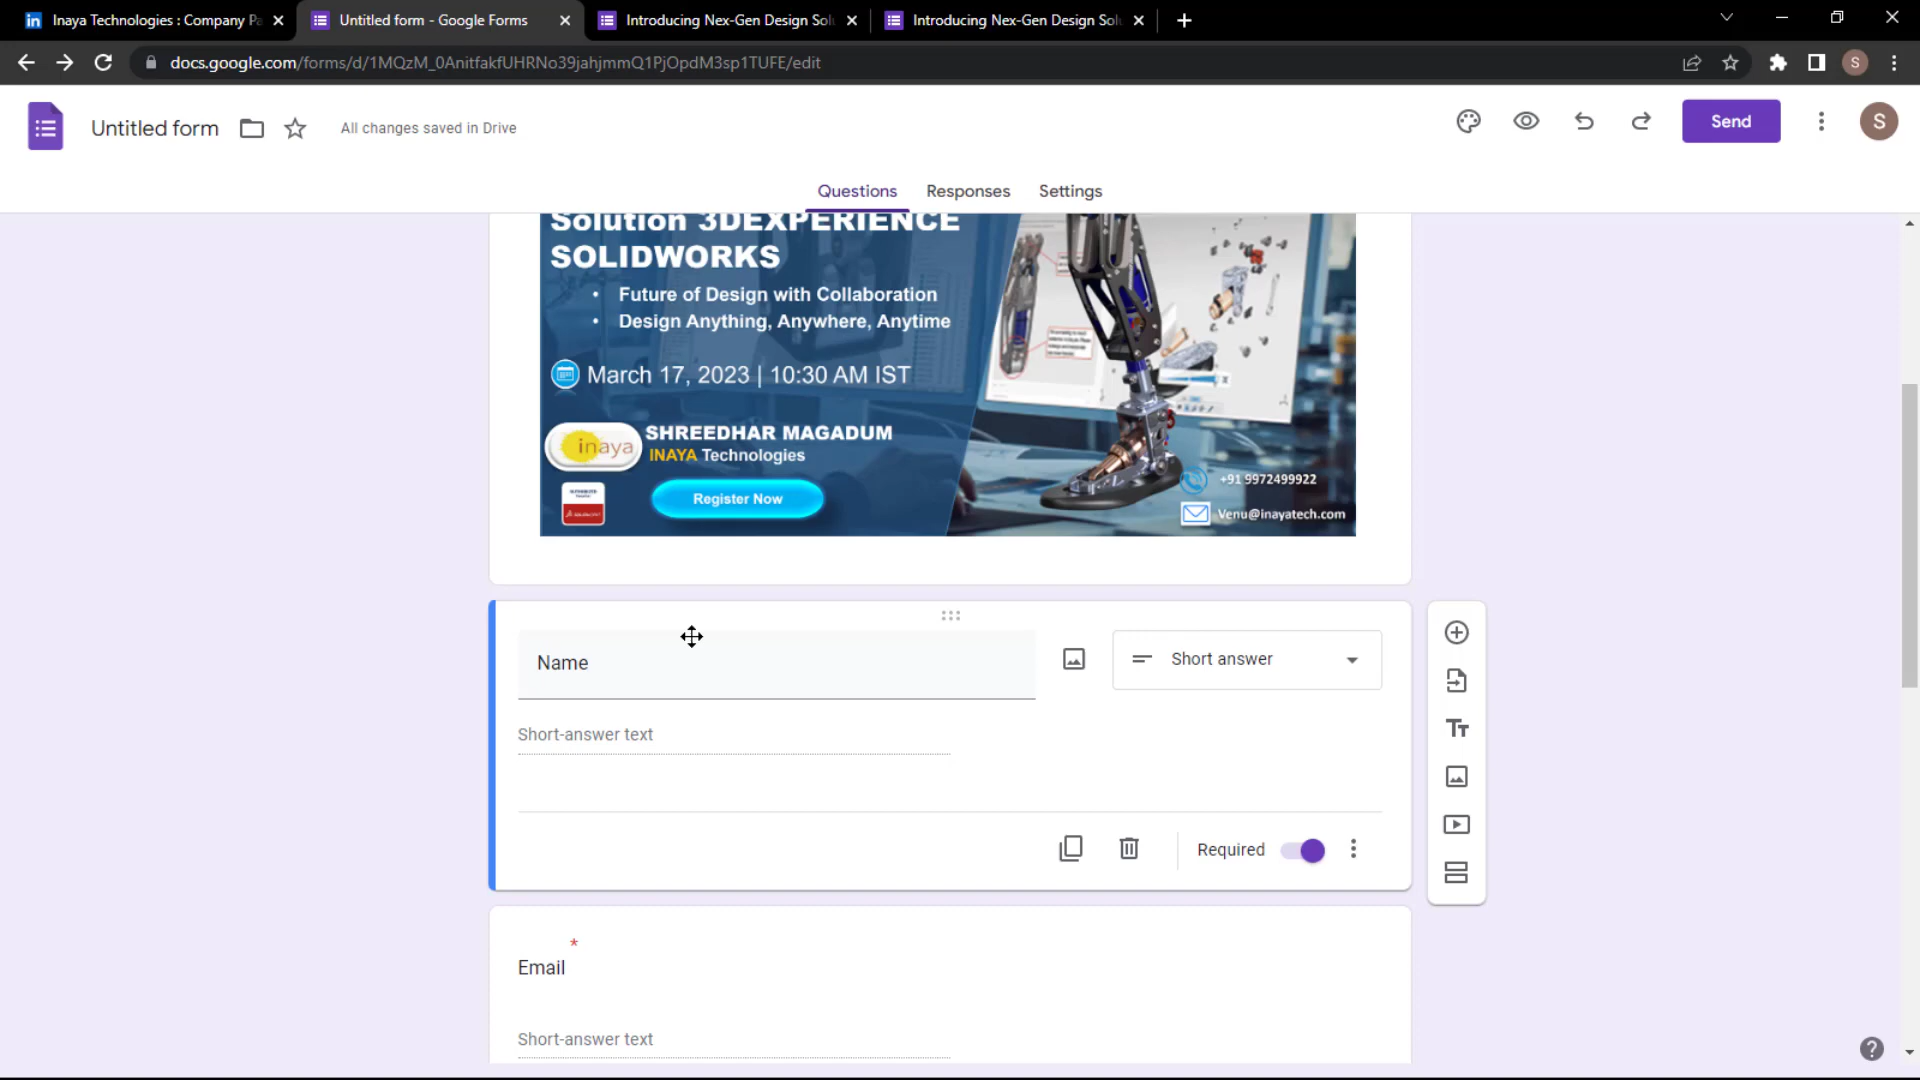 Inaya Technologies : Company Pa
Untitled form - Google Forms
Introducing Nex-Gen Design Solu
Introducing Nex-Gen Design Solu
docs.google.com/forms/d/1MQzM_0AnitfakfUHRNo39jahjmmQ1PjOpdM3sp1TUFE/edit
S
Untitled form
All changes saved in Drive
Send
S
Questions
Responses
Settings
Solution 3DEXPERIENCE
SOLIDWORKS
• Future of Design with Collaboration
• Design Anything, Anywhere, Anytime
March 17, 2023 | 10:30 AM IST
inaya
SHREEDHAR MAGADUM
INAYA Technologies
Register Now
+91 9972499922
Venu@inayatech.com
Name
Short answer
Short-answer text
Required
*
Email
Short-answer text